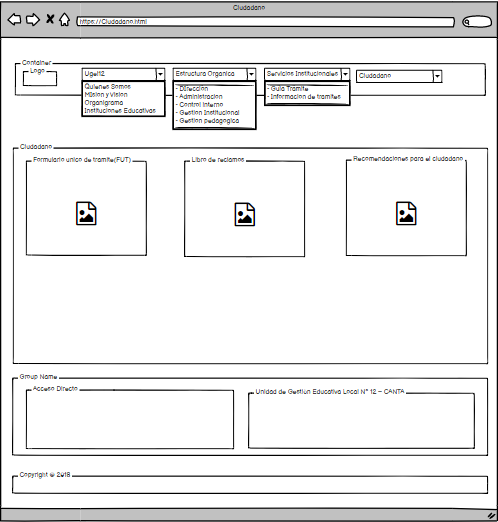 Ciudadano
https://Ciudadano.html
Container
Logo
Ugel12
Estructura Organica
Servicios Institucionales
Ciudadano
Quienes Somos
Mision y vision
Organigrama
Instituciones Educativas
- Direccion
- Administracion
- Control Interno
- Gestion Institucional
- Gestion pedagogica
- Guia Tramite
- Informacion de tramites
Ciudadano
Formulario unico de tramite(FUT)
Libro de reclamos
Recomendaciones para el ciudadano
Group Name
Acceso Directo
Unidad de Gestion Educativa Local N° 12 - CANTA
Copyright © 2018